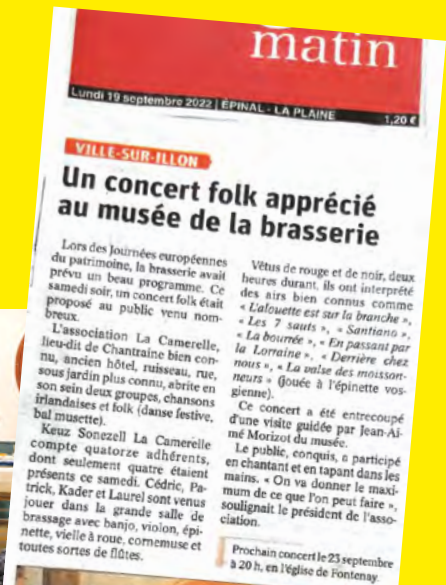 matin
Lundi 19 septembre 2022 | ÉPINAL - LA PLAINE 1,20 €
VILLE-SUR-ILLON
Un concert folk apprécié
au musée de la brasserie
Lors des Journées européennes
du patrimoine, la brasserie avait
prévu un beau programme. Ce
samedi soir, un concert folk était
proposé au public venu nom-
breux.
L'association La Camerelle,
lieu-dit de Chantraine bien con-
nu, ancien hôtel, ruisseau, rue,
sous jardin plus connu, abrite en
son sein deux groupes, chansons
irlandaises et folk (danse festive,
bal musette).
Keuz Sonezell La Camerelle
compte quatorze adhérents,
dont seulement quatre étaient
présents ce samedi. Cédric, Pa-
trick, Kader et Laurel sont venus
jouer dans la grande salle de
brassage avec banjo, violon, épi-
nette, vielle à roue, cornemuse et
toutes sortes de flûtes.
Vêtus de rouge et de noir, deux
heures durant, ils ont interprété
des airs bien connus comme
« L'alouette est sur la branche »,
« Les 7 sauts », « Santiano »,
« La bourrée », « En passant par
la Lorraine », « Derrière chez
nous », « La valse des moisson-
neurs » (jouée à l'épinette vos-
gienne).
Ce concert a été entrecoupé
d'une visite guidée par Jean-Ai-
mé Morizot du musée.
Le public, conquis, a participé
en chantant et en tapant dans les
mains. « On va donner le maxi-
mum de ce que l'on peut faire »,
soulignait le président de l'asso-
ciation.
Prochain concert le 23 septembre
à 20 h, en l'église de Fontenay.